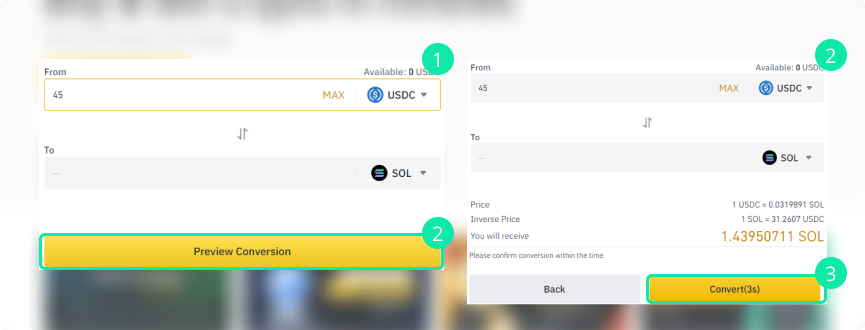 1
From
Available: 0 USDC
45
MAX
USDC
To
--
SOL
2
Preview Conversion
2
From
Available: 0 USDC
45
MAX
USDC
To
--
SOL
Price
1 USDC = 0.0319891 SOL
Inverse Price
1 SOL = 31.2607 USDC
You will receive
1.43950711 SOL
Please confirm conversion within the time.
3
Back
Convert(3s)